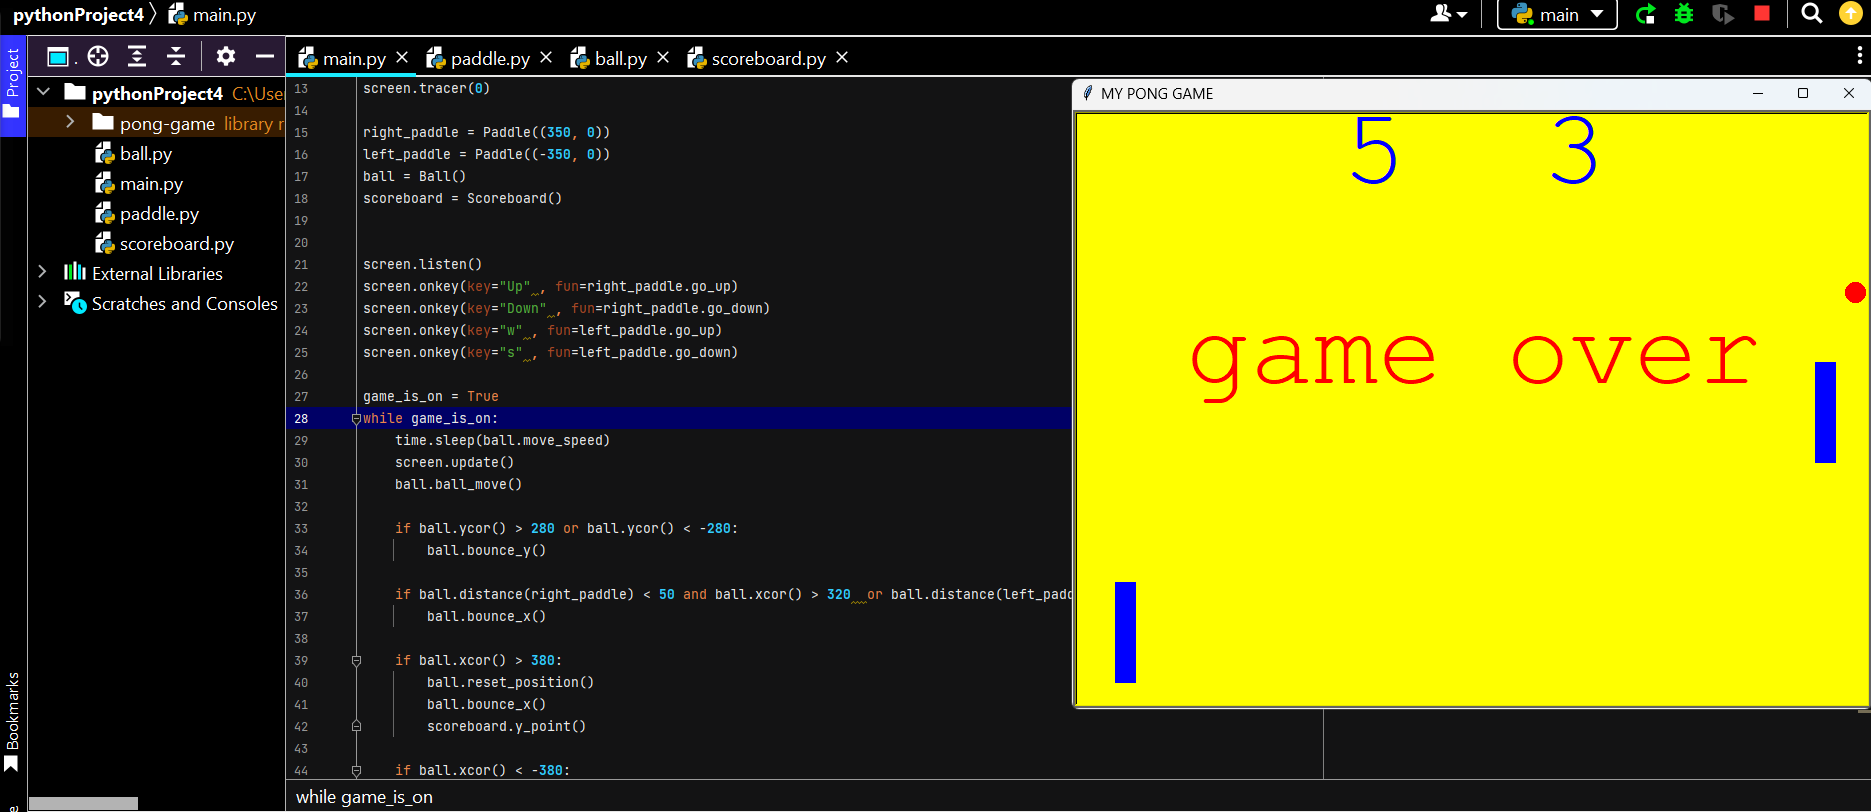 pythonProject4 main.py
main
Project
main.py paddle.py ball.py scoreboard.py
pythonProject4 C:\Use
pong-game library r
ball.py
main.py
paddle.py
scoreboard.py
External Libraries
Scratches and Consoles
Bookmarks
13 screen.tracer(0)
14
15 right_paddle = Paddle((350, 0))
16 left_paddle = Paddle((-350, 0))
17 ball = Ball()
18 scoreboard = Scoreboard()
19
20
21 screen.listen()
22 screen.onkey(key="Up" , fun=right_paddle.go_up)
23 screen.onkey(key="Down" , fun=right_paddle.go_down)
24 screen.onkey(key="w" , fun=left_paddle.go_up)
25 screen.onkey(key="s" , fun=left_paddle.go_down)
26
27 game_is_on = True
28 while game_is_on:
29 time.sleep(ball.move_speed)
30 screen.update()
31 ball.ball_move()
32
33 if ball.ycor() > 280 or ball.ycor() < -280:
34 ball.bounce_y()
35
36 if ball.distance(right_paddle) < 50 and ball.xcor() > 320 or ball.distance(left_padd
37 ball.bounce_x()
38
39 if ball.xcor() > 380:
40 ball.reset_position()
41 ball.bounce_x()
42 scoreboard.y_point()
43
44 if ball.xcor() < -380:
while game_is_on
MY PONG GAME
5 3
game over